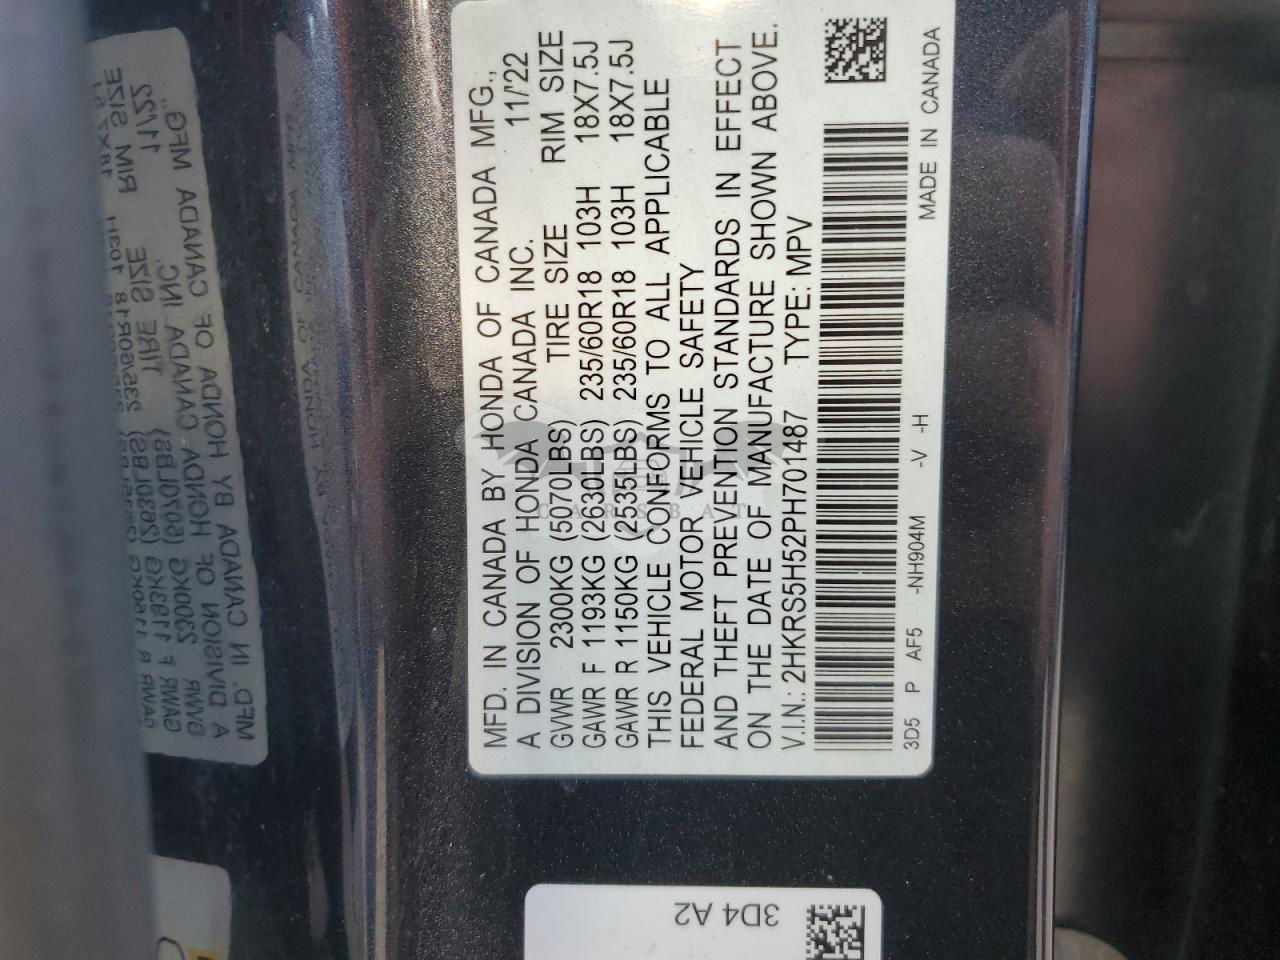 MFD. IN CANADA BY HONDA OF CANADA MFG.,
A DIVISION OF HONDA CANADA INC. 11/'22
GVWR 2300KG (5070LBS) TIRE SIZE RIM SIZE
GAWR F 1193KG (2630LBS) 235/60R18 103H 18X7.5J
GAWR R 1150KG (2535LBS) 235/60R18 103H 18X7.5J
THIS VEHICLE CONFORMS TO ALL APPLICABLE
FEDERAL MOTOR VEHICLE SAFETY
AND THEFT PREVENTION STANDARDS IN EFFECT
ON THE DATE OF MANUFACTURE SHOWN ABOVE.
V.I.N.: 2HKRS5H52PH701487 TYPE: MPV
3D5 P AF5 -NH904M -V -H MADE IN CANADA
3D4 A2
CARSBAT